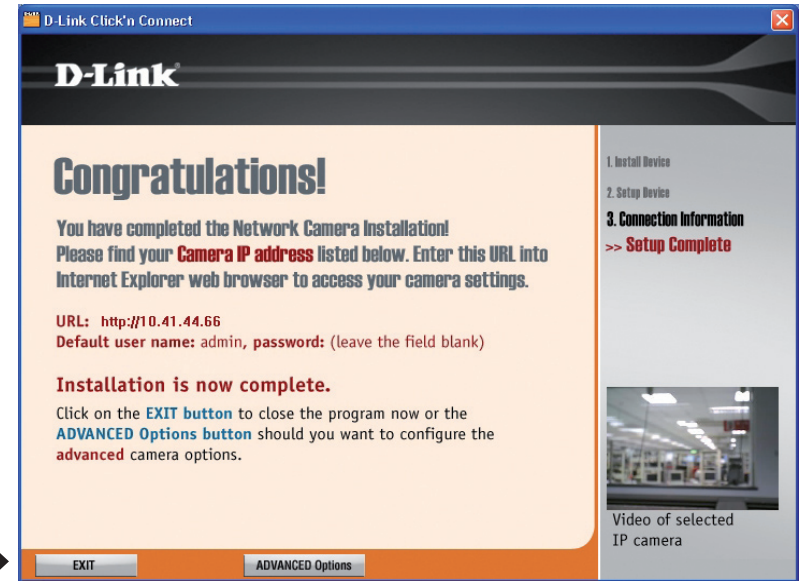 D-Link Click'n Connect
D-Link
Congratulations!
You have completed the Network Camera Installation!
Please find your Camera IP address listed below. Enter this URL into
Internet Explorer web browser to access your camera settings.
URL: http://10.41.44.66
Default user name: admin, password: (leave the field blank)
Installation is now complete.
Click on the EXIT button to close the program now or the
ADVANCED Options button should you want to configure the
advanced camera options.
1. Install Device
2. Setup Device
3. Connection Information
>> Setup Complete
Video of selected
IP camera
EXIT
ADVANCED Options